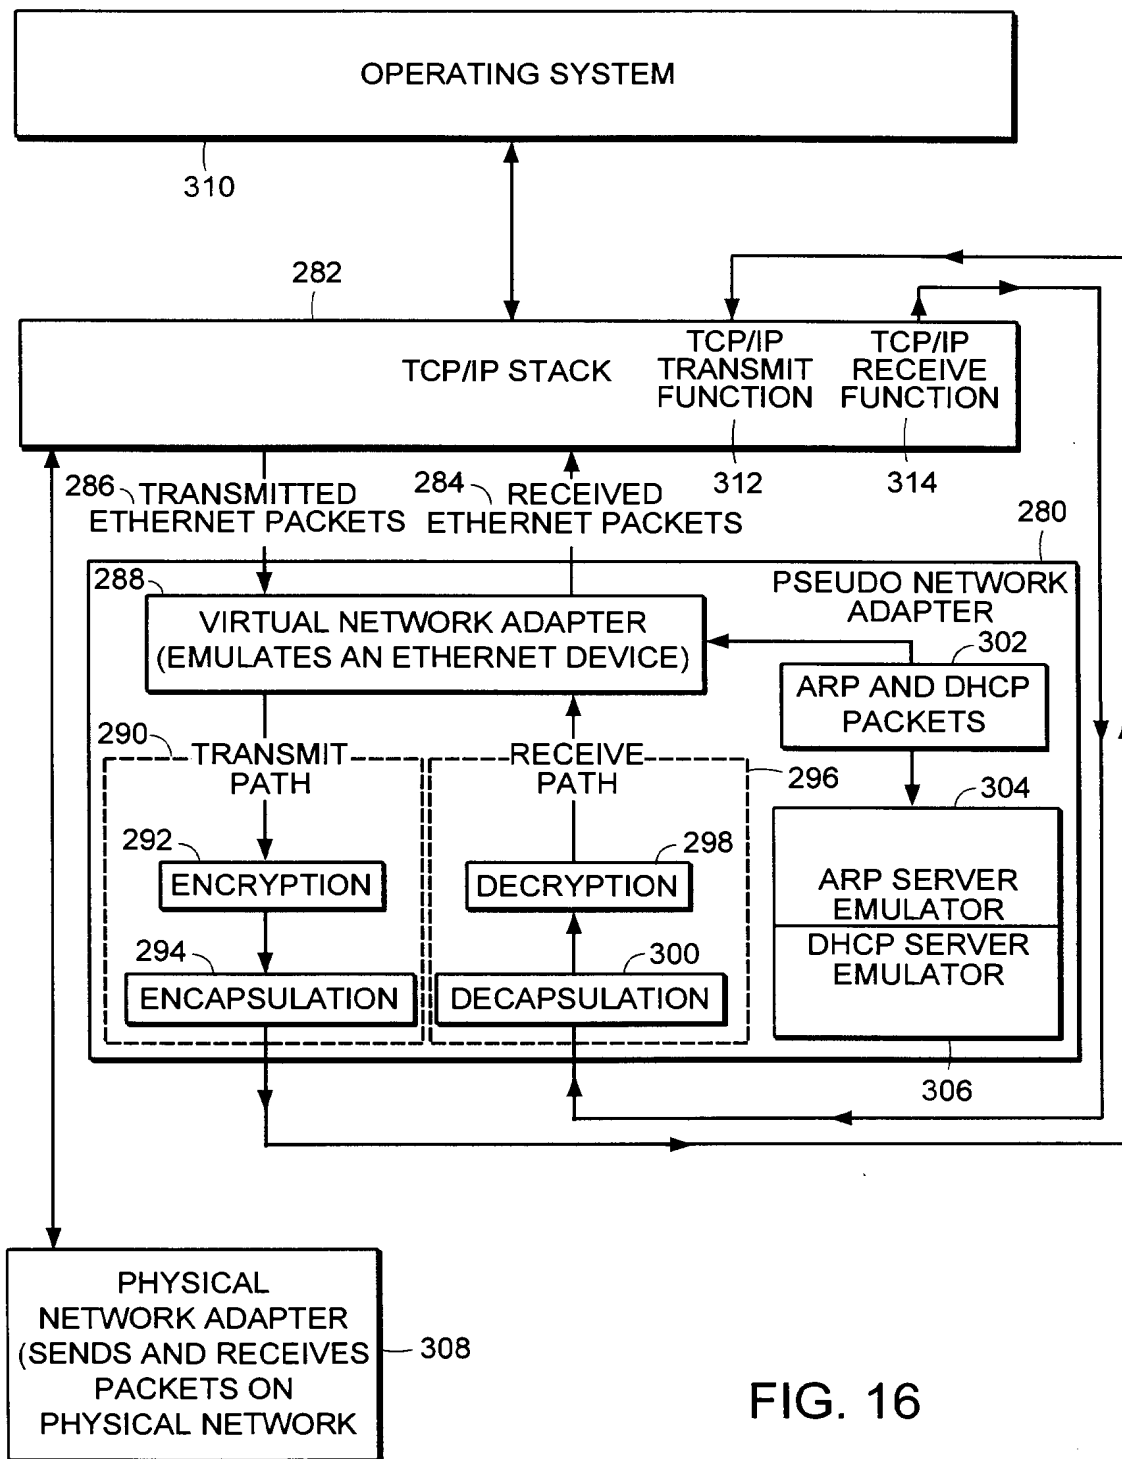 OPERATING SYSTEM
310
282
TCP/IP STACK
TCP/IP
TRANSMIT
FUNCTION
TCP/IP
RECEIVE
FUNCTION
312
314
286
TRANSMITTED
ETHERNET PACKETS
284
RECEIVED
ETHERNET PACKETS
280
PSEUDO NETWORK
ADAPTER
288
VIRTUAL NETWORK ADAPTER
(EMULATES AN ETHERNET DEVICE)
302
ARP AND DHCP
PACKETS
290
TRANSMIT
PATH
RECEIVE
PATH
296
304
292
ENCRYPTION
298
DECRYPTION
ARP SERVER
EMULATOR
DHCP SERVER
EMULATOR
294
ENCAPSULATION
300
DECAPSULATION
306
PHYSICAL
NETWORK ADAPTER
(SENDS AND RECEIVES
PACKETS ON
PHYSICAL NETWORK
308
FIG. 16